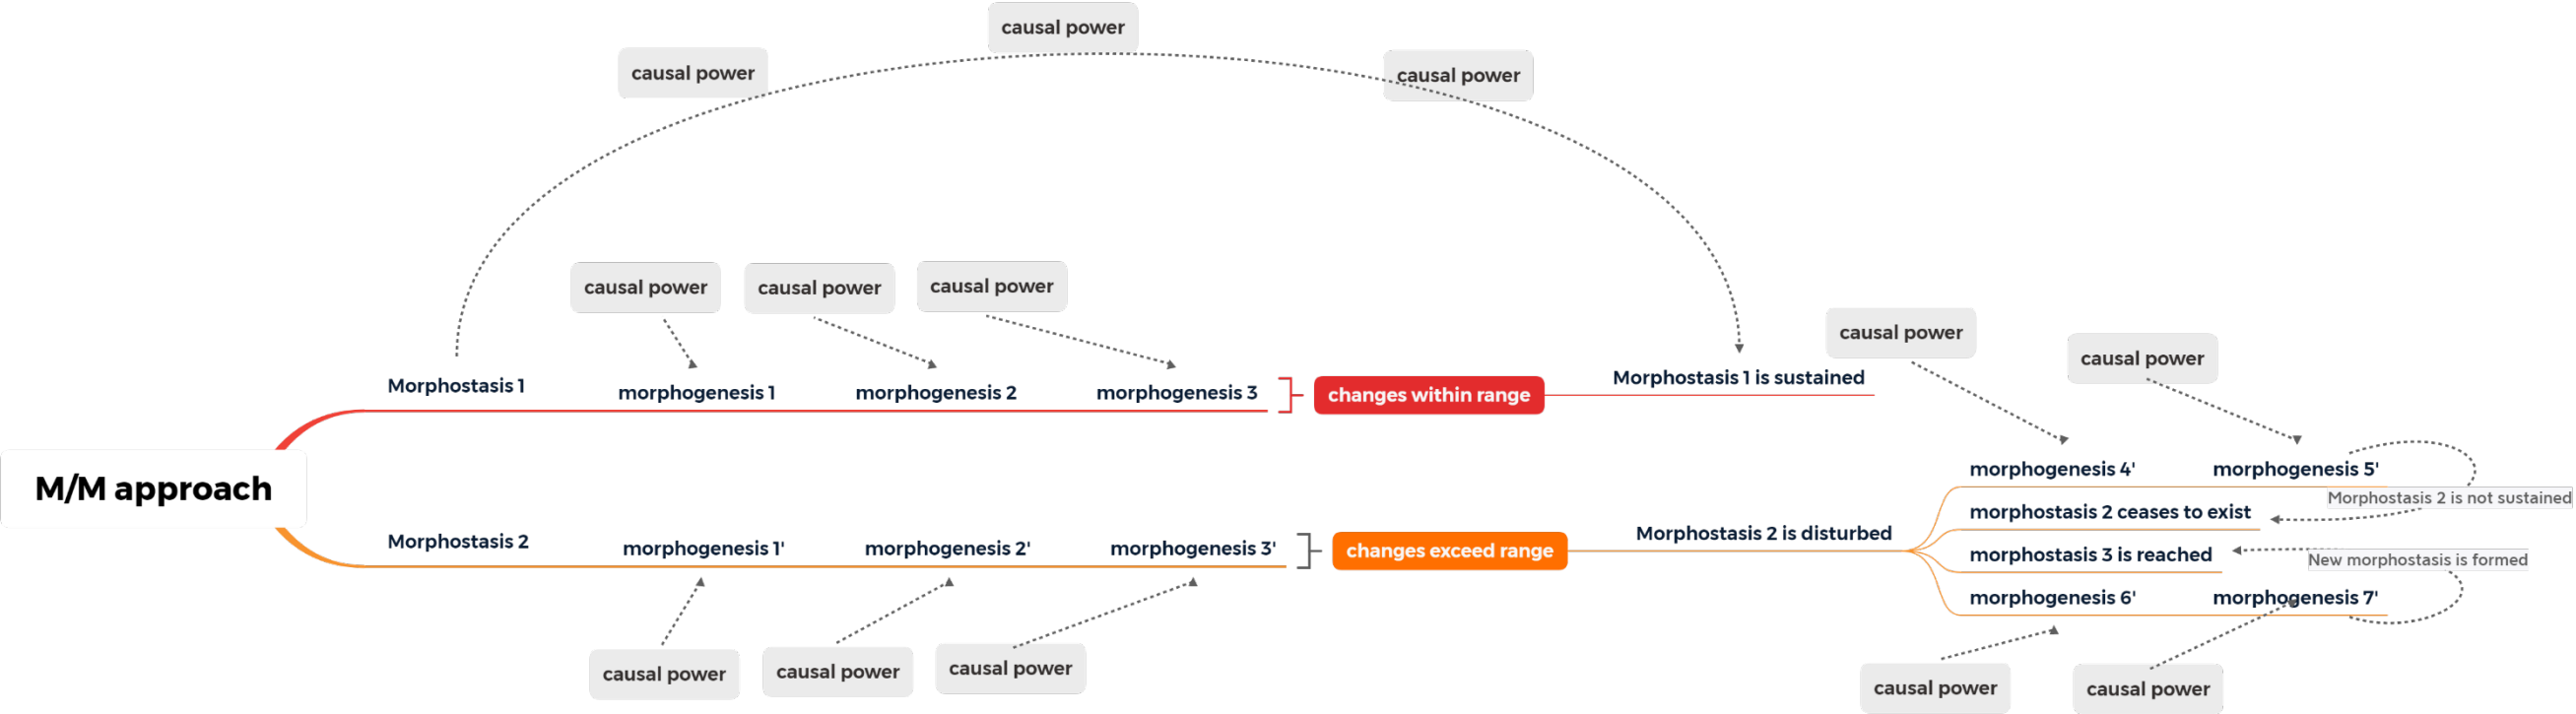 causal power
causal power
causal power
causal power
causal power
causal power
causal power
causal power
Morphostasis 1
morphogenesis 1
morphogenesis 2
morphogenesis 3
changes within range
Morphostasis 1 is sustained
M/M approach
morphogenesis 4'
morphogenesis 5'
Morphostasis 2 is not sustained
morphostasis 2 ceases to exist
Morphostasis 2
morphogenesis 1'
morphogenesis 2'
morphogenesis 3'
changes exceed range
Morphostasis 2 is disturbed
morphostasis 3 is reached
New morphostasis is formed
morphogenesis 6'
morphogenesis 7'
causal power
causal power
causal power
causal power
causal power